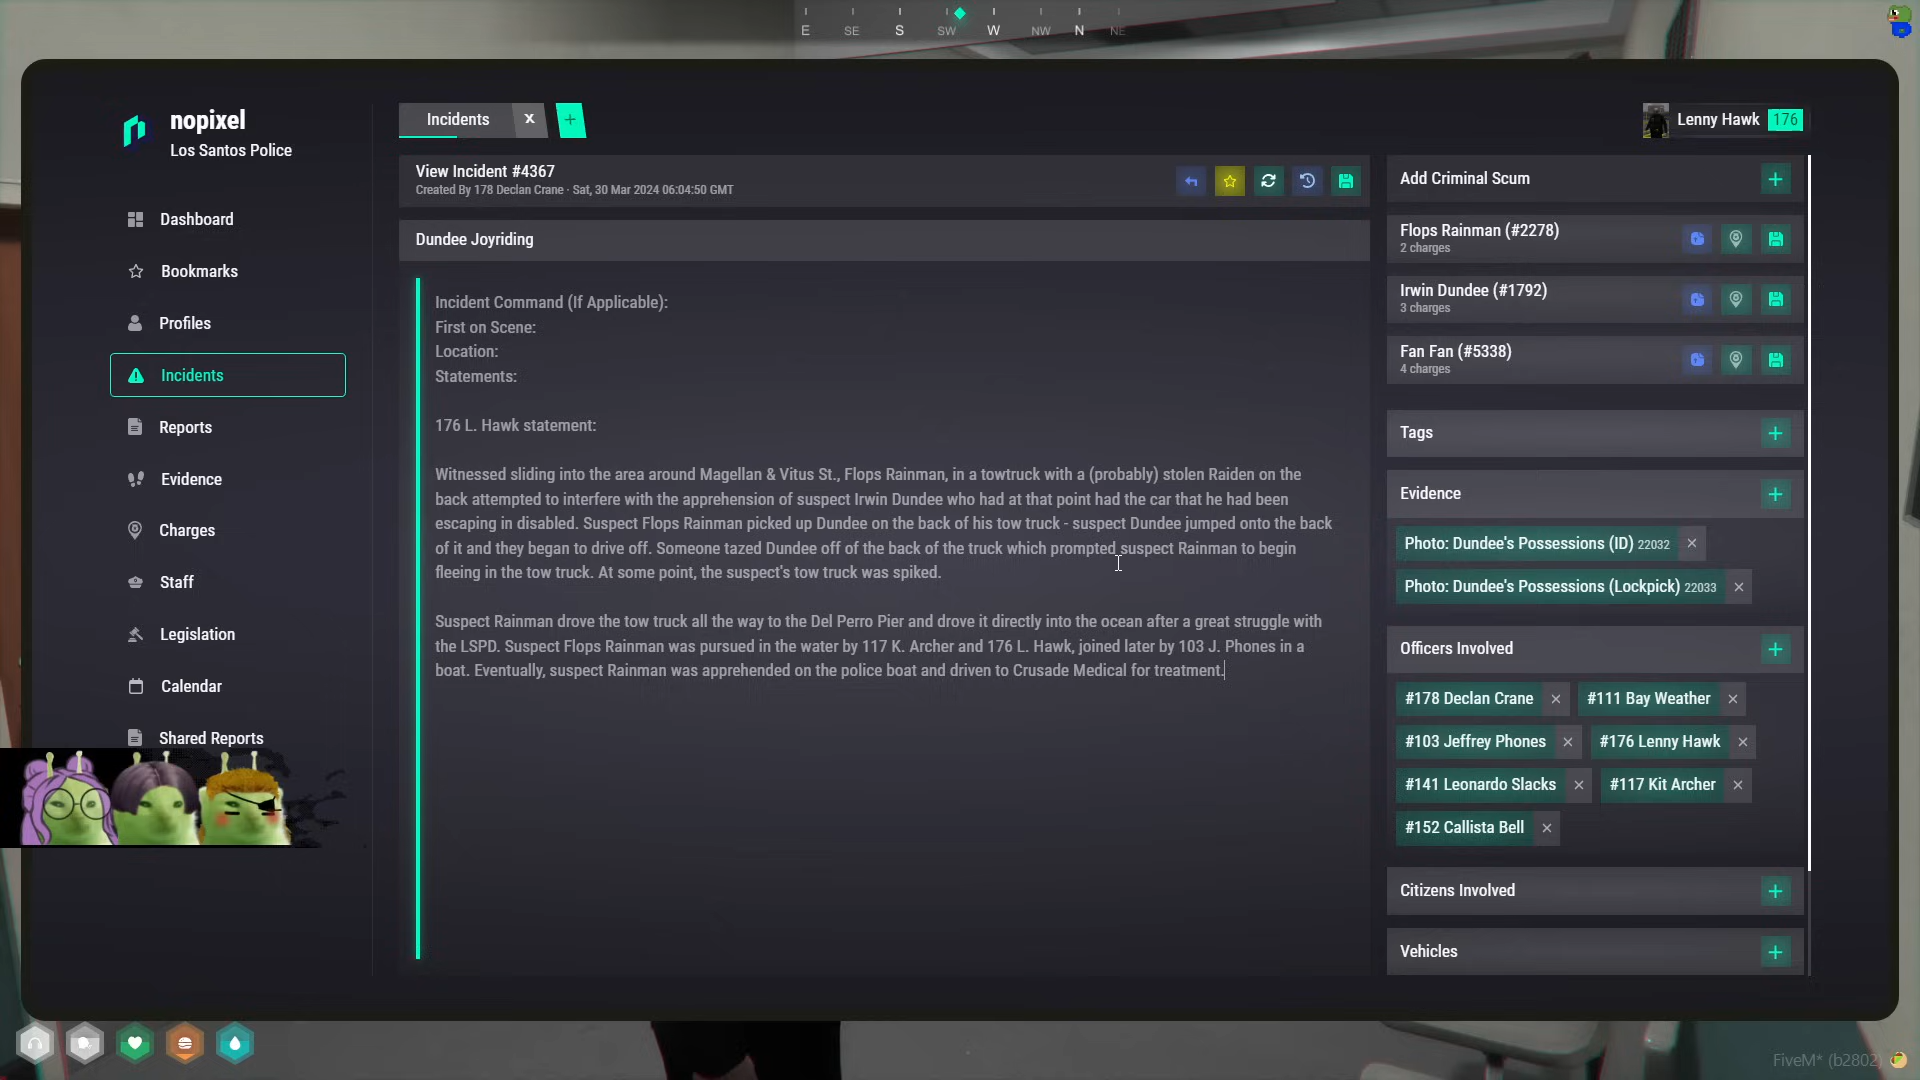 E SE S SW W NW N NE
nopixel
Los Santos Police
Incidents x +
Lenny Hawk 176
Dashboard
Bookmarks
Profiles
Incidents
Reports
Evidence
Charges
Staff
Legislation
Calendar
Shared Reports
View Incident #4367
Created By 178 Declan Crane · Sat, 30 Mar 2024 06:04:50 GMT
Dundee Joyriding
Incident Command (If Applicable):
First on Scene:
Location:
Statements:
176 L. Hawk statement:
Witnessed sliding into the area around Magellan & Vitus St., Flops Rainman, in a towtruck with a (probably) stolen Raiden on the
back attempted to interfere with the apprehension of suspect Irwin Dundee who had at that point had the car that he had been
escaping in disabled. Suspect Flops Rainman picked up Dundee on the back of his tow truck - suspect Dundee jumped onto the back
of it and they began to drive off. Someone tazed Dundee off of the back of the truck which prompted suspect Rainman to begin
fleeing in the tow truck. At some point, the suspect's tow truck was spiked.
Suspect Rainman drove the tow truck all the way to the Del Perro Pier and drove it directly into the ocean after a great struggle with
the LSPD. Suspect Flops Rainman was pursued in the water by 117 K. Archer and 176 L. Hawk, joined later by 103 J. Phones in a
boat. Eventually, suspect Rainman was apprehended on the police boat and driven to Crusade Medical for treatment.
Add Criminal Scum
Flops Rainman (#2278)
2 charges
Irwin Dundee (#1792)
3 charges
Fan Fan (#5338)
4 charges
Tags
Evidence
Photo: Dundee's Possessions (ID) 22032
Photo: Dundee's Possessions (Lockpick) 22033
Officers Involved
#178 Declan Crane #111 Bay Weather
#103 Jeffrey Phones #176 Lenny Hawk
#141 Leonardo Slacks #117 Kit Archer
#152 Callista Bell
Citizens Involved
Vehicles
FiveM* (b2802)